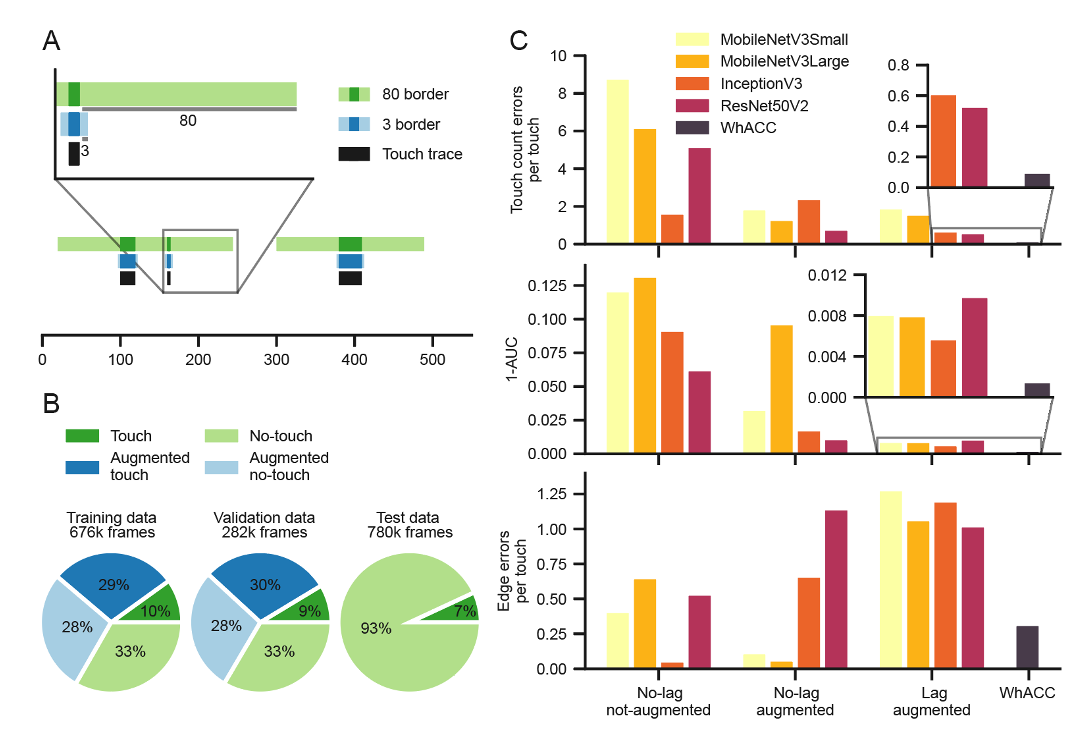 A
80 border
3 border
Touch trace
80
3
0
100
200
300
400
500
B
Touch
No-touch
Augmented
touch
Augmented
no-touch
Training data
676k frames
Validation data
282k frames
Test data
780k frames
29%
10%
28%
33%
30%
9%
28%
33%
93%
7%
C
MobileNetV3Small
MobileNetV3Large
InceptionV3
ResNet50V2
WhACC
Touch count errors
per touch
10
8
6
4
2
0
0.8
0.6
0.4
0.2
0.0
1-AUC
0.125
0.100
0.075
0.050
0.025
0.000
0.012
0.008
0.004
0.000
Edge errors
per touch
1.25
1.00
0.75
0.50
0.25
0.00
No-lag
not-augmented
No-lag
augmented
Lag
augmented
WhACC